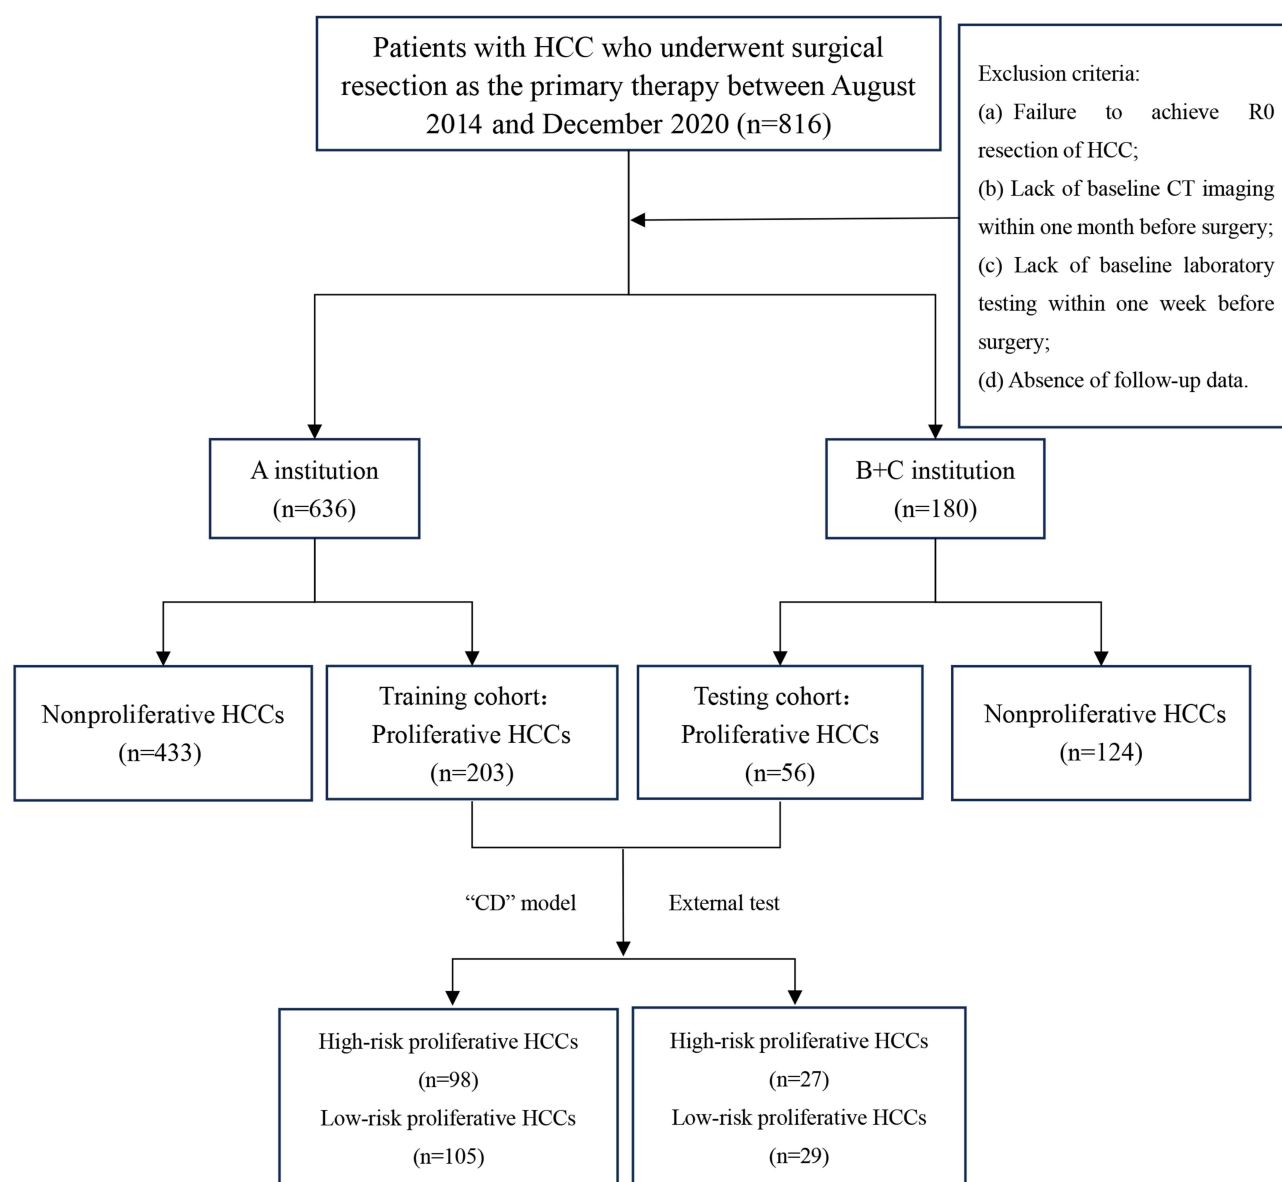 Patients with HCC who underwent surgical
resection as the primary therapy between August
2014 and December 2020 (n=816)
Exclusion criteria:
(a) Failure to achieve R0
resection of HCC;
(b) Lack of baseline CT imaging
within one month before surgery;
(c) Lack of baseline laboratory
testing within one week before
surgery;
(d) Absence of follow-up data.
A institution
(n=636)
B+C institution
(n=180)
Nonproliferative HCCs
(n=433)
Training cohort：
Proliferative HCCs
(n=203)
Testing cohort：
Proliferative HCCs
(n=56)
Nonproliferative HCCs
(n=124)
“CD” model
External test
High-risk proliferative HCCs
(n=98)
Low-risk proliferative HCCs
(n=105)
High-risk proliferative HCCs
(n=27)
Low-risk proliferative HCCs
(n=29)